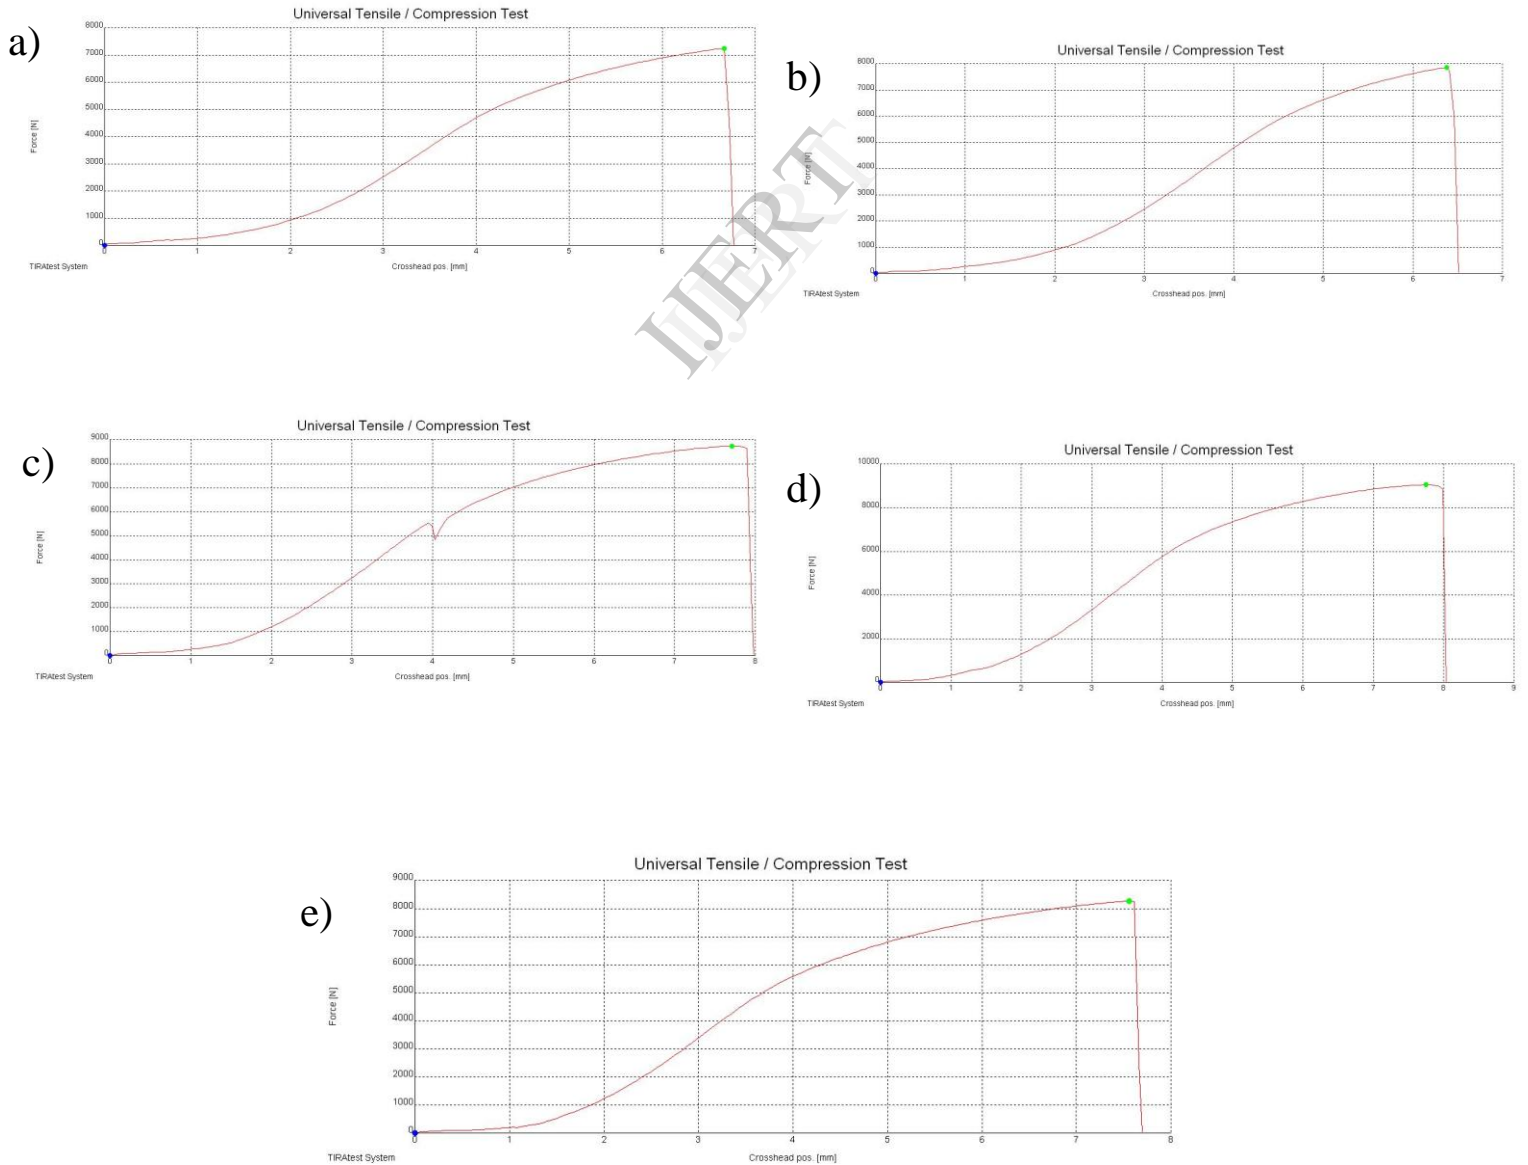 a)
Universal Tensile / Compression Test
8000
7000
6000
5000
4000
3000
2000
1000
0
Force [N]
0 1 2 3 4 5 6 7
TIRAtest System
Crosshead pos. [mm]
b)
Universal Tensile / Compression Test
8000
7000
6000
5000
4000
3000
2000
1000
0
Force [N]
0 1 2 3 4 5 6 7
TIRAtest System
Crosshead pos. [mm]
IJERT
c)
Universal Tensile / Compression Test
9000
8000
7000
6000
5000
4000
3000
2000
1000
0
Force [N]
0 1 2 3 4 5 6 7 8
TIRAtest System
Crosshead pos. [mm]
d)
Universal Tensile / Compression Test
10000
8000
6000
4000
2000
0
Force [N]
0 1 2 3 4 5 6 7 8 9
TIRAtest System
Crosshead pos. [mm]
e)
Universal Tensile / Compression Test
9000
8000
7000
6000
5000
4000
3000
2000
1000
0
Force [N]
0 1 2 3 4 5 6 7 8
TIRAtest System
Crosshead pos. [mm]